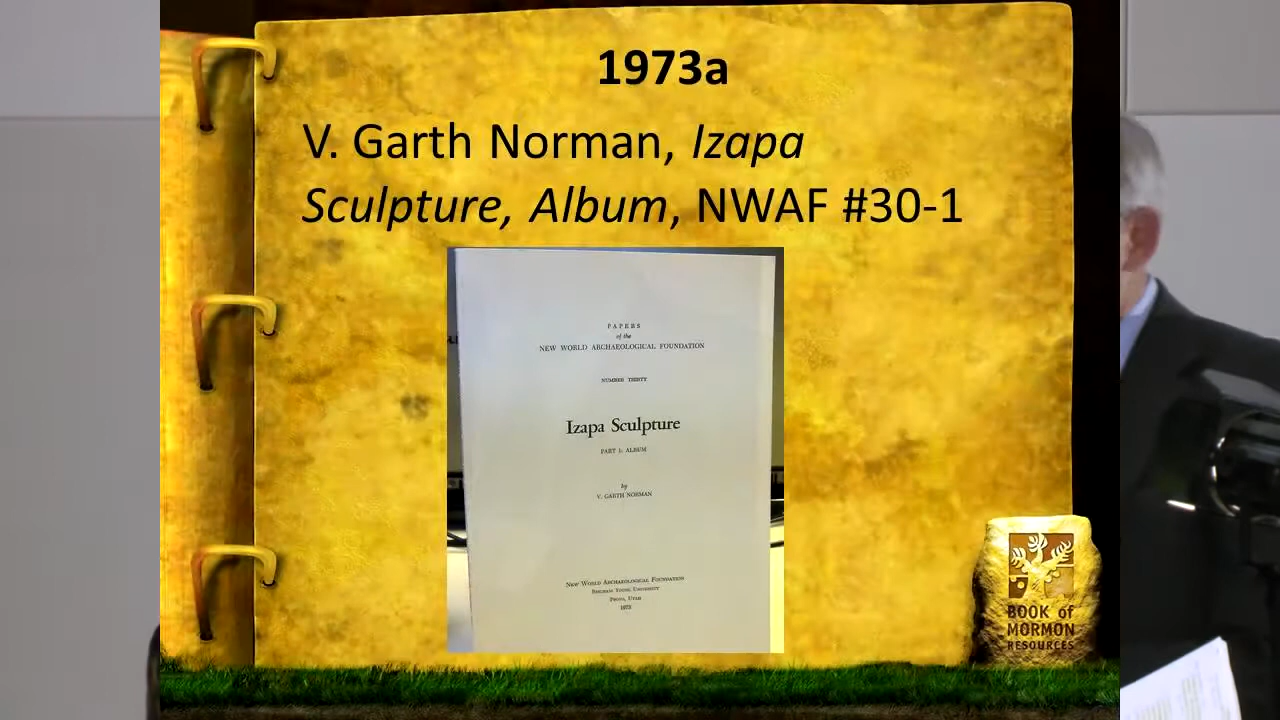 1973a
V. Garth Norman, Izapa
Sculpture, Album, NWAF #30-1
PAPERS
of the
NEW WORLD ARCHAEOLOGICAL FOUNDATION
NUMBER THIRTY
Izapa Sculpture
PART 1: ALBUM
by
V. GARTH NORMAN
NEW WORLD ARCHAEOLOGICAL FOUNDATION
BRIGHAM YOUNG UNIVERSITY
PROVO, UTAH
1973
BOOK of
MORMON
RESOURCES